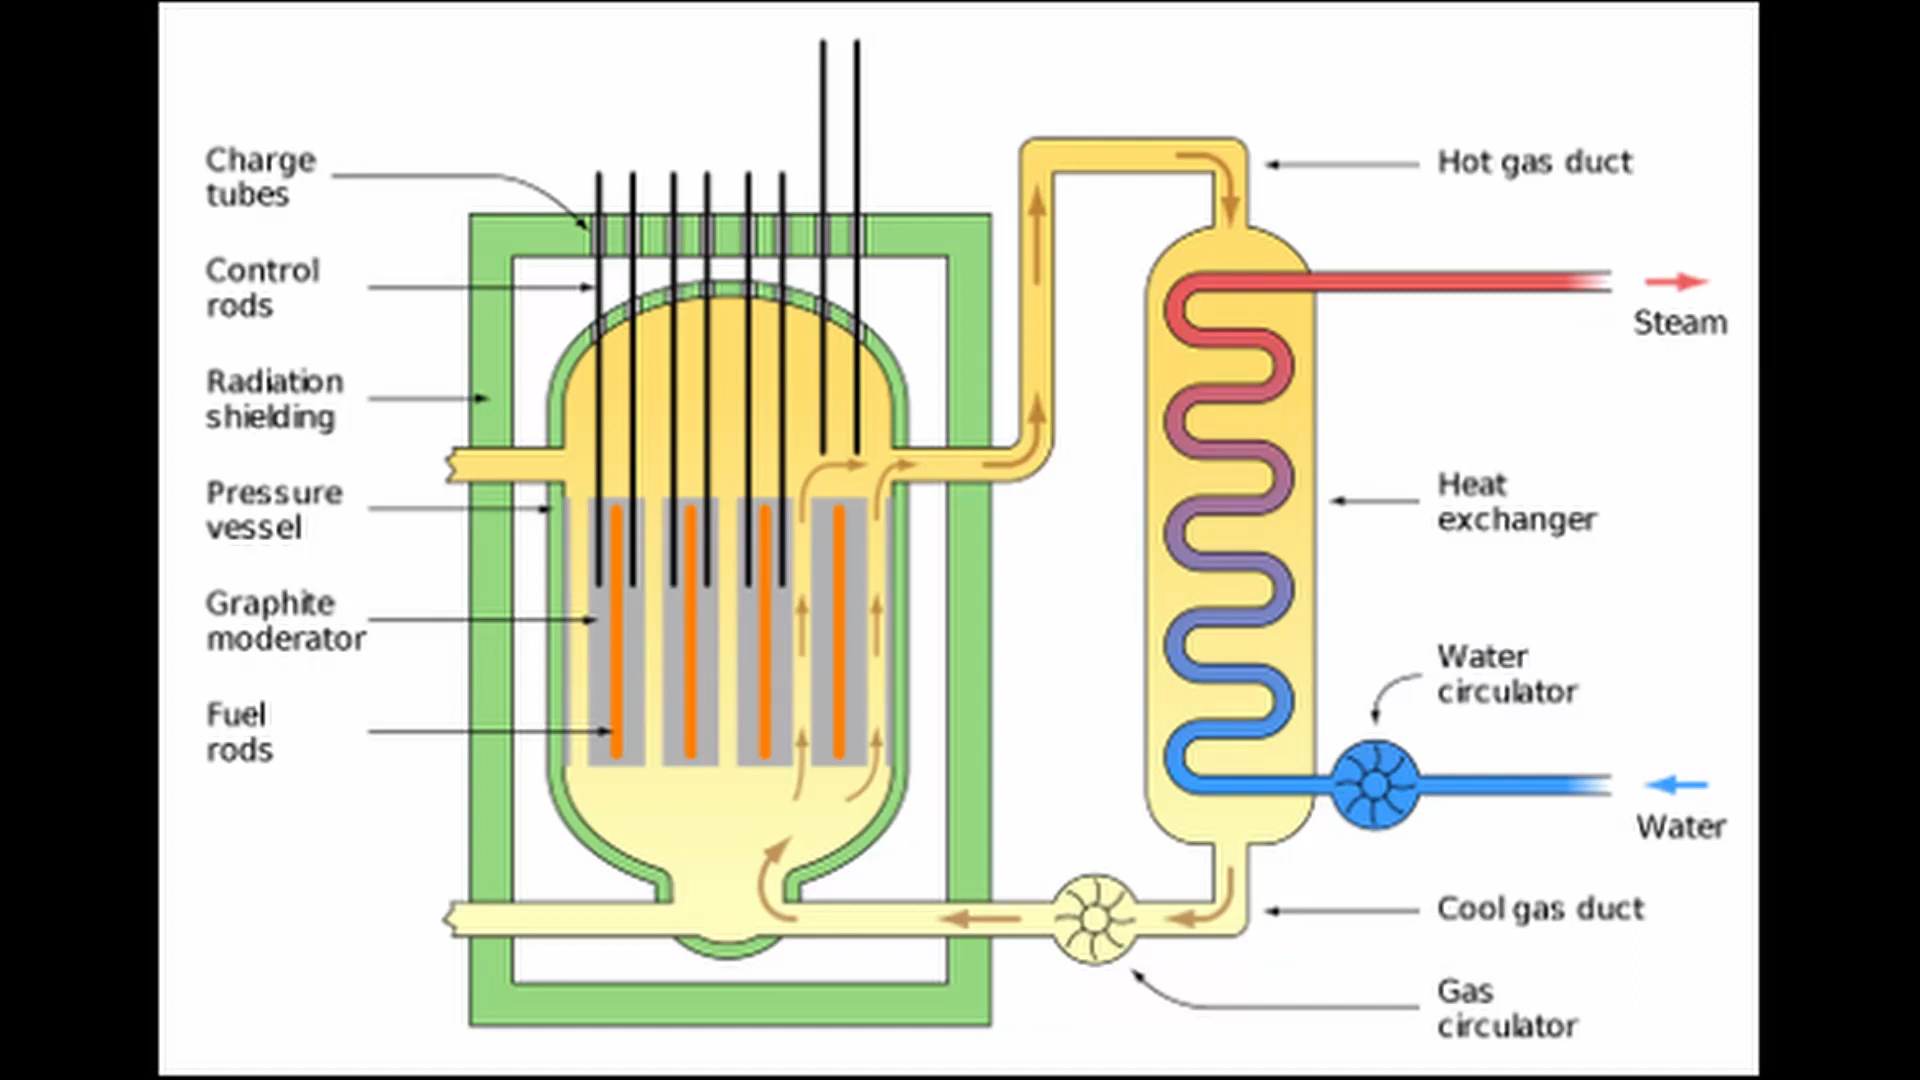 Charge
tubes
Control
rods
Radiation
shielding
Pressure
vessel
Graphite
moderator
Fuel
rods
Hot gas duct
Steam
Heat
exchanger
Water
circulator
Water
Cool gas duct
Gas
circulator